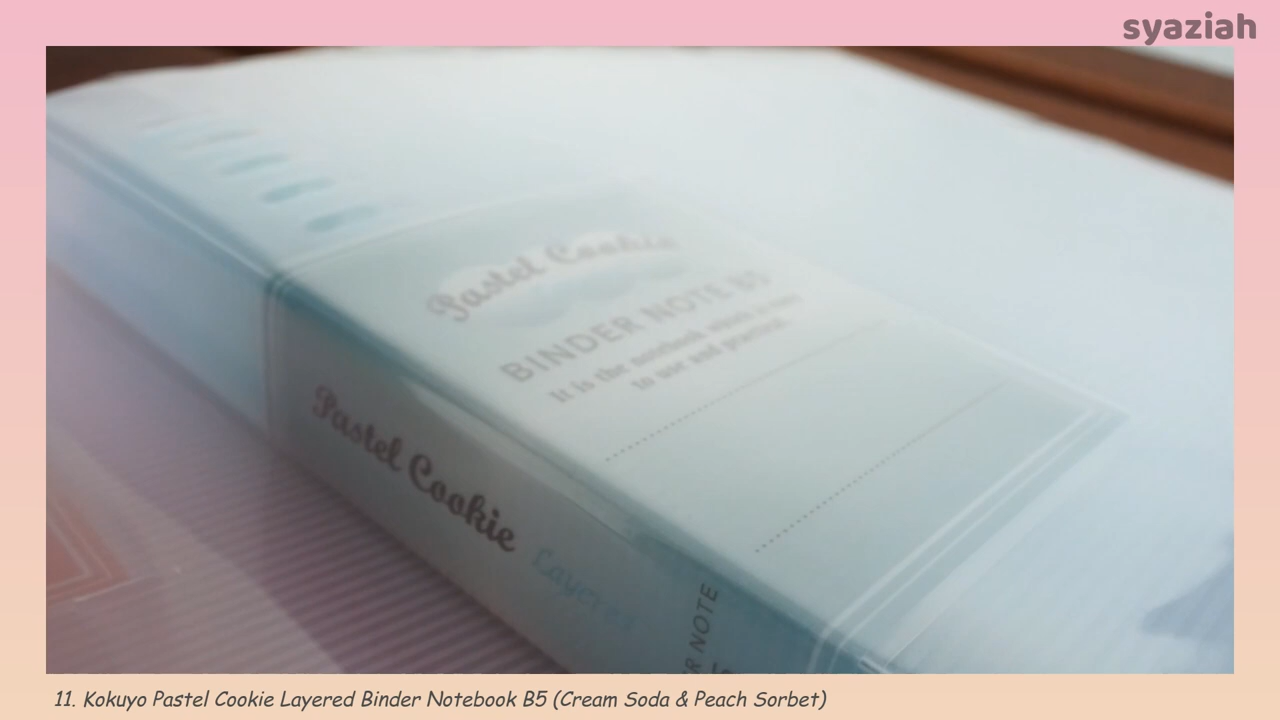 syaziah
Pastel Cookie
BINDER NOTE B5
It is the notebook which is easy
to use and practical.
Pastel Cookie
Layered
ER NOTE
11. Kokuyo Pastel Cookie Layered Binder Notebook B5 (Cream Soda & Peach Sorbet)